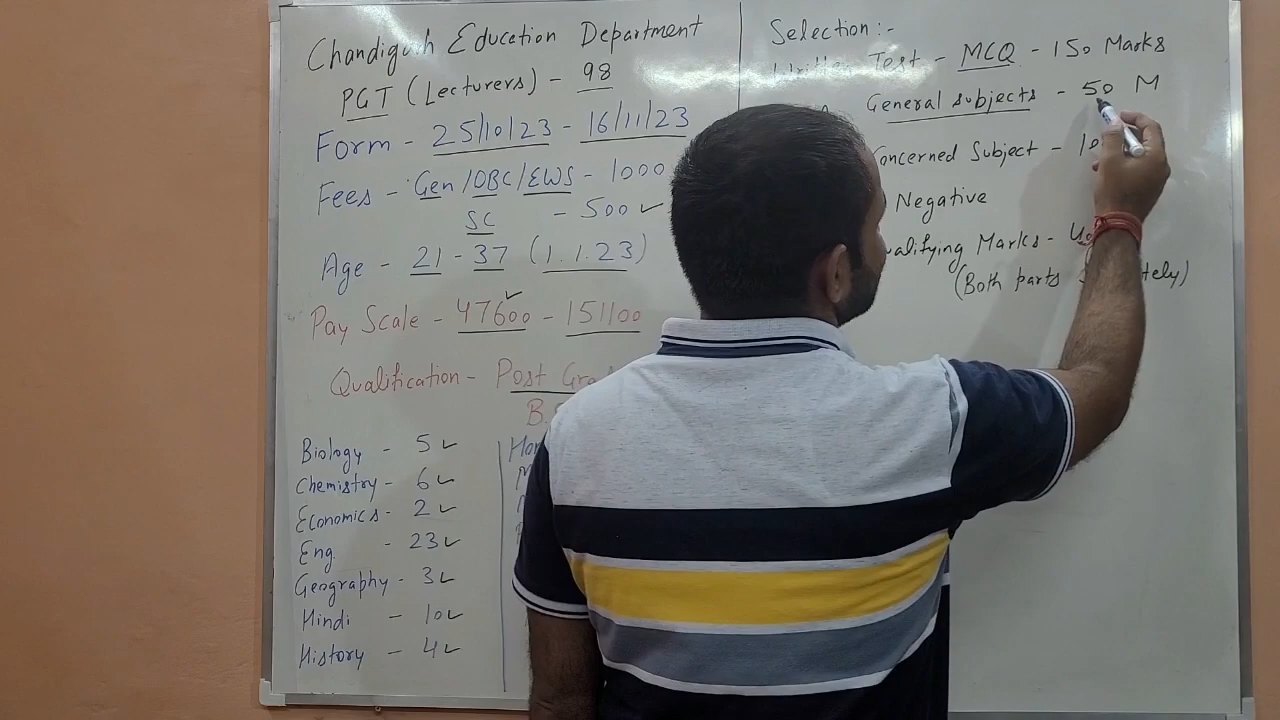 Chandigarh Education Department
PGT (Lecturers) - 98
Form - 25/10/23 - 16/11/23
Fees - Gen/OBC/EWS - 1000
SC - 500 ✓
Age - 21 - 37 (1.1.23)
Pay Scale - 47600 ✓ - 151100
Qualification - Post
B.
Biology - 5 ✓
Chemistry - 6 ✓
Economics - 2 ✓
Eng. - 23 ✓
Geography - 3 ✓
Hindi - 10 ✓
History - 4 ✓
Selection :-
Written Test - MCQ - 150 Marks
General subjects - 50 M
Concerned Subject -
Negative
Qualifying Marks -
(Both parts